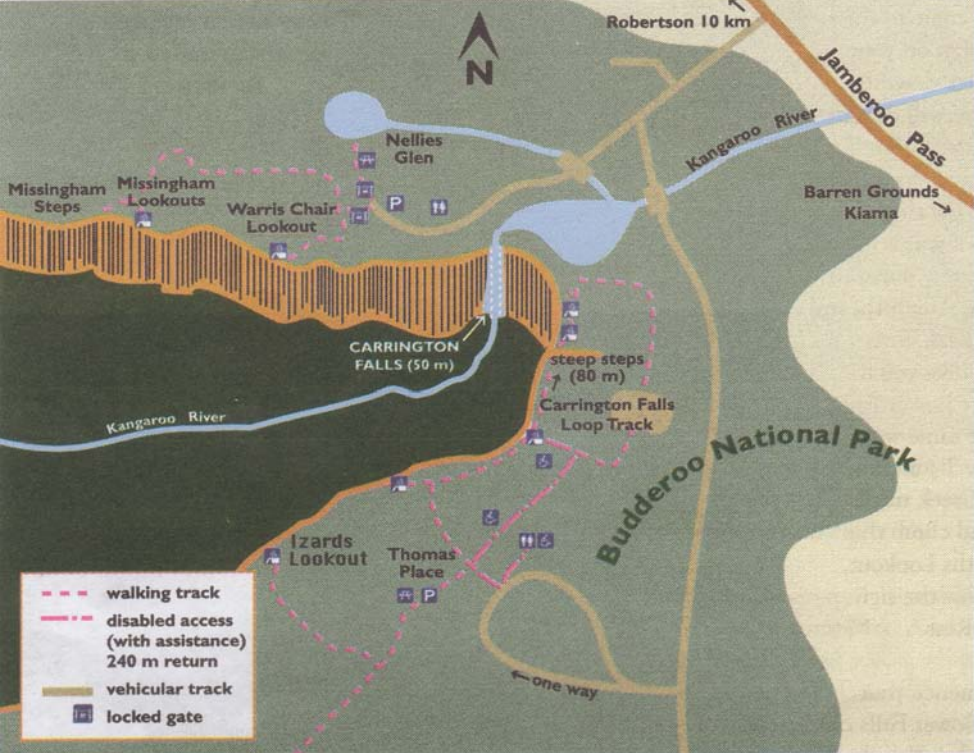 Robertson 10 km
N
Jamberoo Pass
Kangaroo River
Nellies
Glen
Barren Grounds
Kiama
Missingham
Steps
Missingham
Lookouts
Warris Chair
Lookout
P
CARRINGTON
FALLS (50 m)
steep steps
(80 m)
Kangaroo River
Carrington Falls
Loop Track
Budderoo National Park
Izards
Lookout
Thomas
Place
P
one way
walking track
disabled access
(with assistance)
240 m return
vehicular track
locked gate